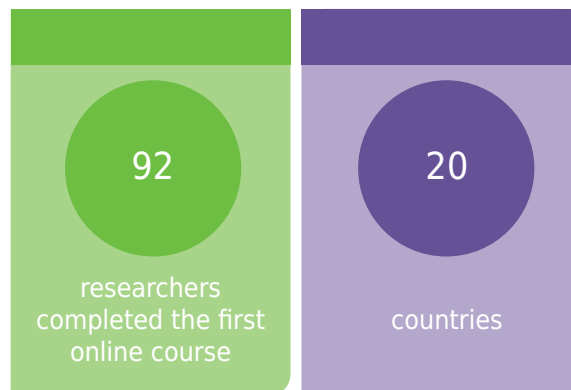 92
researchers
completed the first
online course
20
countries